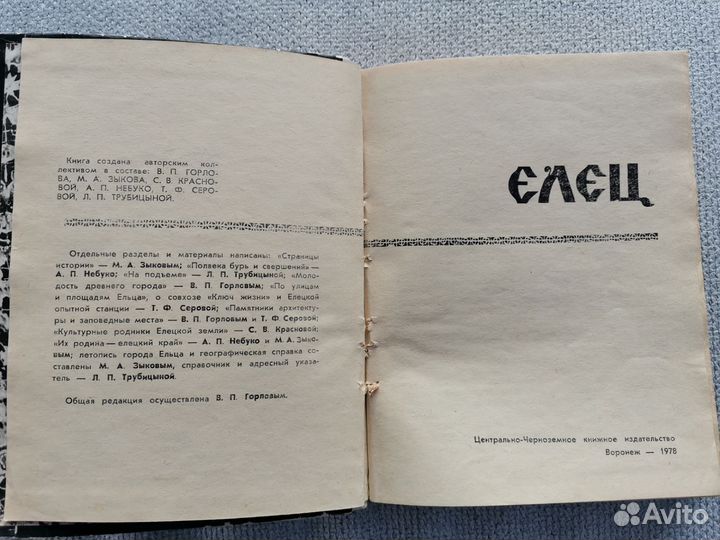 Книга создана авторским кол-
лективом в составе: В. П. ГОРЛО-
ВА, М. А. ЗЫКОВА, С. В. КРАСНО-
ВОЙ, А. П. НЕБУКО, Т. Ф. СЕРО-
ВОЙ, Л. П. ТРУБИЦЫНОЙ.
Отдельные разделы и материалы написаны: «Страницы
истории» — М. А. Зыковым; «Полвека бурь и свершений» —
А. П. Небуко; «На подъеме» — Л. П. Трубицыной; «Мо-
лодость древнего города» — В. П. Горловым; «По улицам
и площадям Ельца», о совхозе «Ключ жизни» и Елецкой
опытной станции — Т. Ф. Серовой; «Памятники архитекту-
ры и заповедные места» — В. П. Горловым и Т. Ф. Серовой;
«Культурные родники Елецкой земли» — С. В. Красновой;
«Их родина — елецкий край» — А. П. Небуко и М. А. Зыко-
вым; летопись города Ельца и географическая справка со-
ставлены М. А. Зыковым, справочник и адресный указа-
тель — Л. П. Трубицыной.
Общая редакция осуществлена В. П. Горловым.
ЕЛЕЦ
Центрально-Черноземное книжное издательство
Воронеж — 1978
Avito